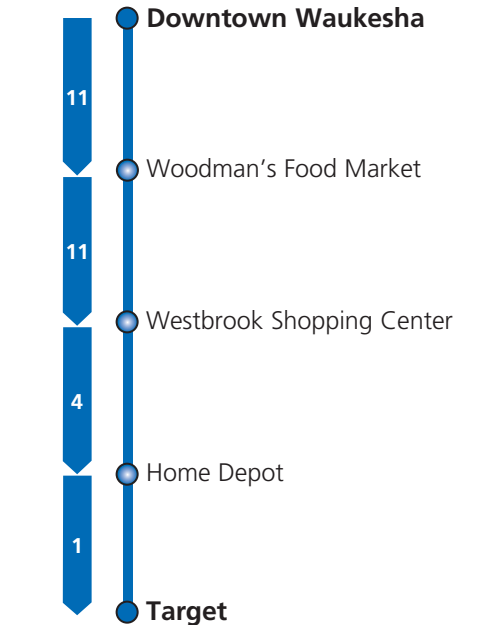 Downtown Waukesha
11
Woodman's Food Market
11
Westbrook Shopping Center
4
Home Depot
1
Target